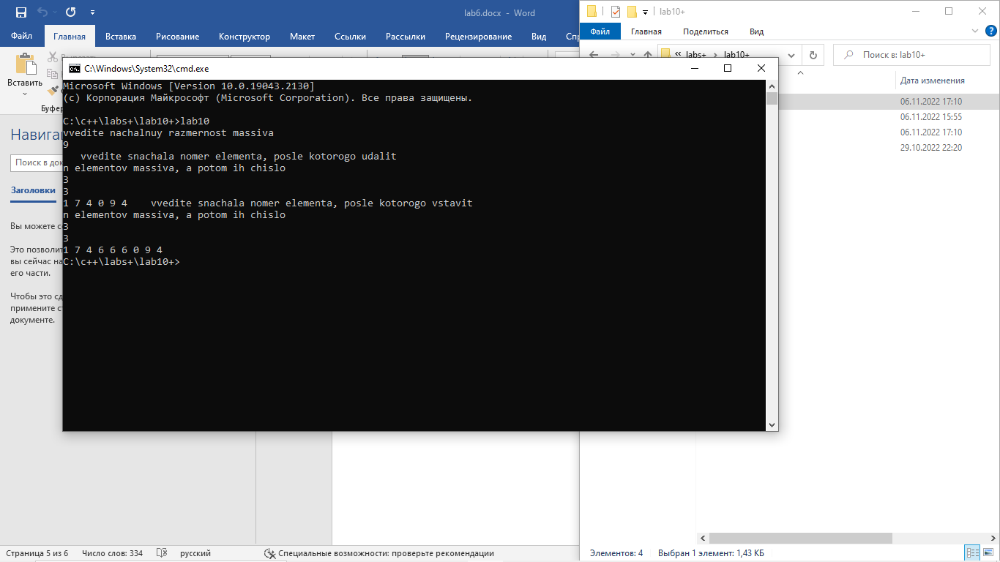 lab6.docx - Word
Файл Главная Вставка Рисование Конструктор Макет Ссылки Рассылки Рецензирование Вид Спр
Вставить
Вырезать
Буфер
Навига
Поиск в док
Заголовки
Вы можете с
Это позволит
вы сейчас на
его части.
Чтобы это сд
примените ст
документе.
Страница 5 из 6 Число слов: 334 русский Специальные возможности: проверьте рекомендации
lab10+
Файл Главная Поделиться Вид
« labs+ › lab10+
Поиск в: lab10+
Дата изменения
06.11.2022 17:10
06.11.2022 15:55
06.11.2022 17:10
29.10.2022 22:20
Элементов: 4 Выбран 1 элемент: 1,43 КБ
C:\Windows\System32\cmd.exe
Microsoft Windows [Version 10.0.19043.2130]
(c) Корпорация Майкрософт (Microsoft Corporation). Все права защищены.
C:\c++\labs+\lab10+>lab10
vvedite nachalnuy razmernost massiva
9
vvedite snachala nomer elementa, posle kotorogo udalit
n elementov massiva, a potom ih chislo
3
3
1 7 4 0 9 4 vvedite snachala nomer elementa, posle kotorogo vstavit
n elementov massiva, a potom ih chislo
3
3
1 7 4 6 6 6 0 9 4
C:\c++\labs+\lab10+>